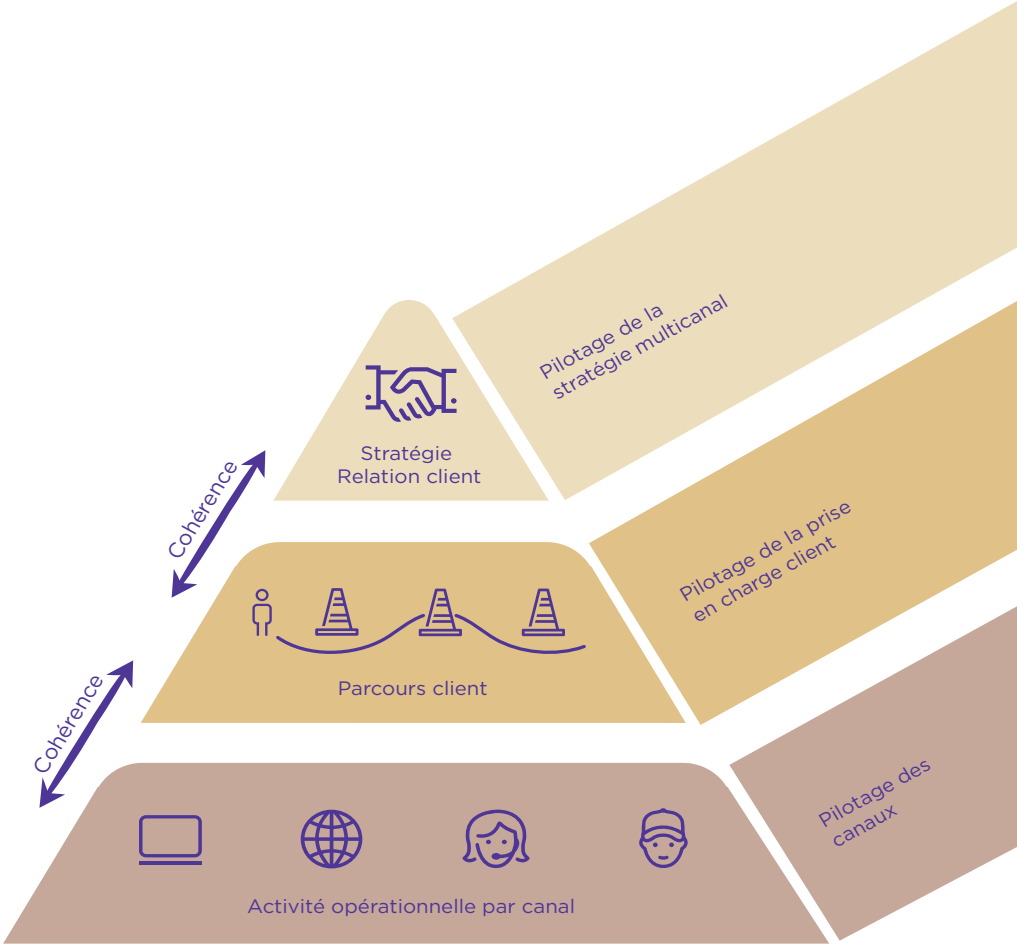 Pilotage de la
stratégie multicanal
Stratégie
Relation client
Cohérence
Pilotage de la prise
en charge client
Parcours client
Cohérence
Pilotage des
canaux
Activité opérationnelle par canal